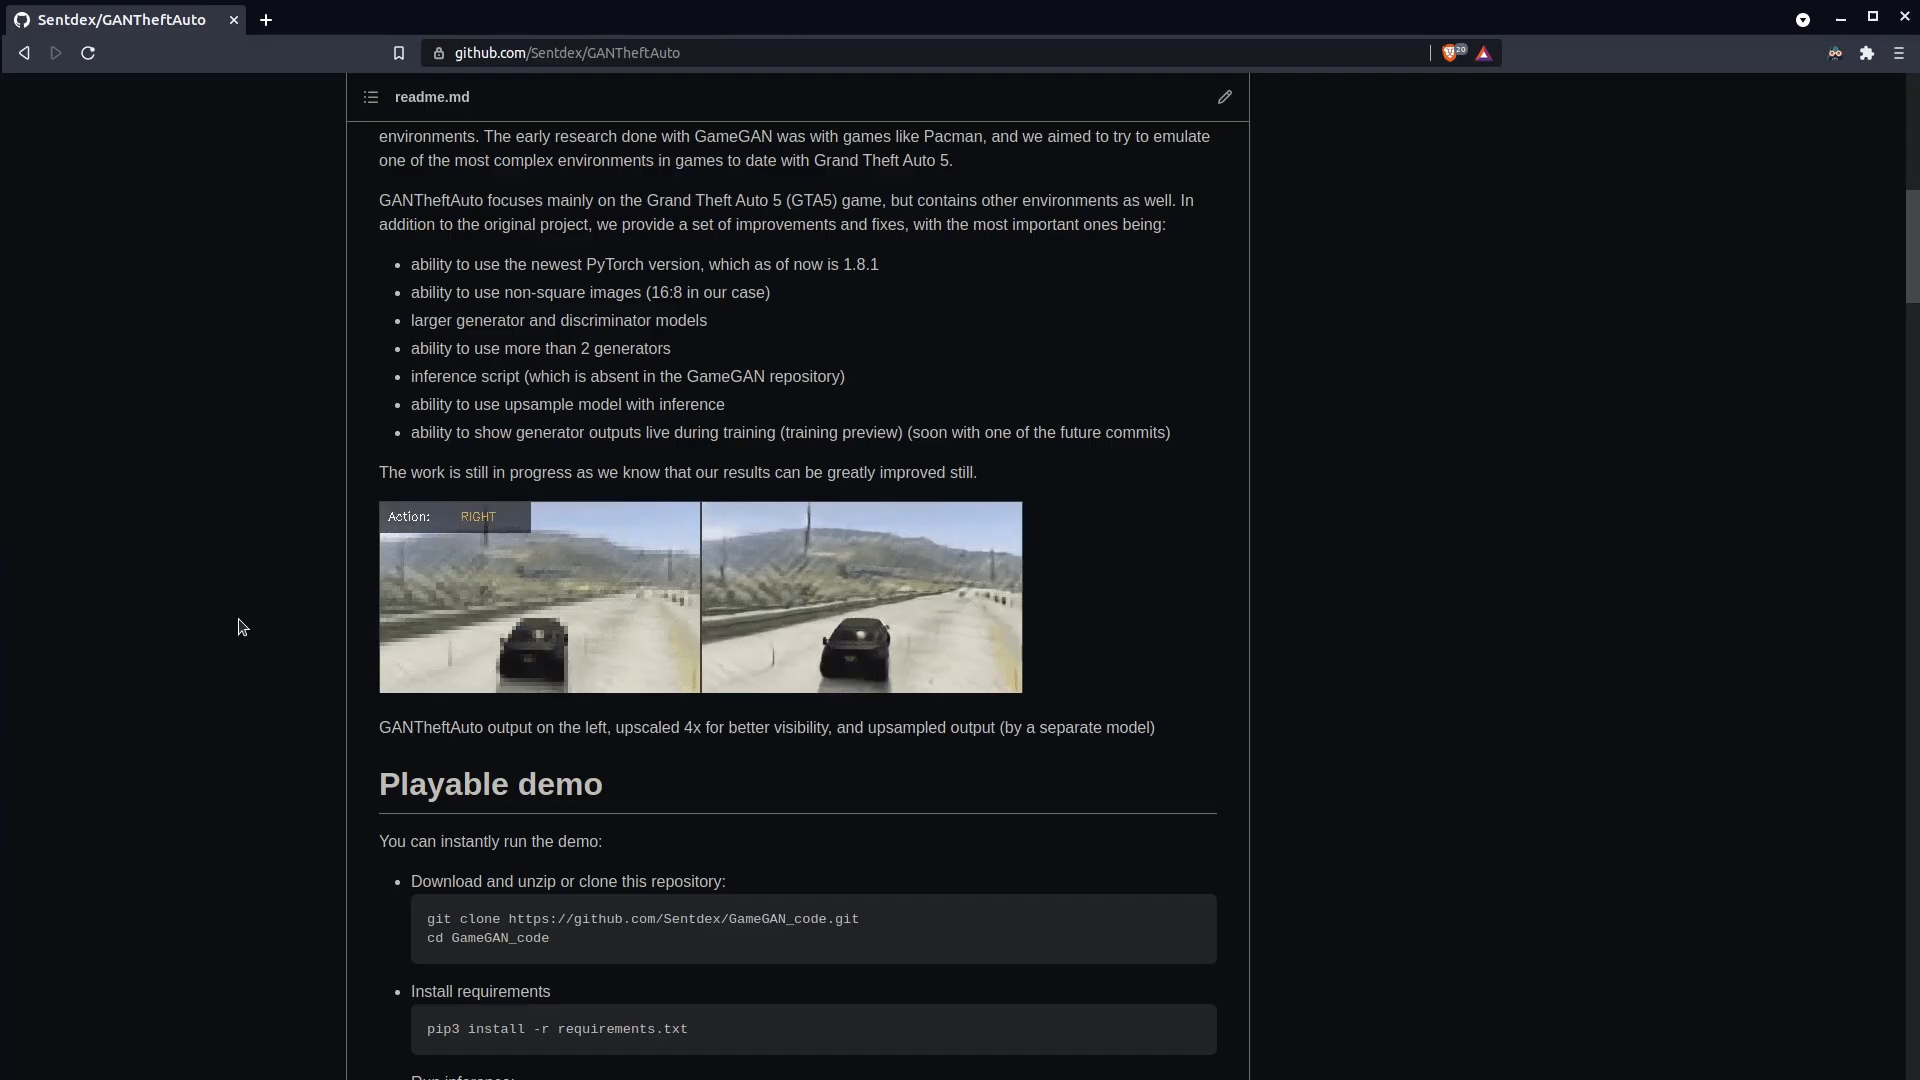 Sentdex/GANTheftAuto
github.com/Sentdex/GANTheftAuto
20
readme.md
environments. The early research done with GameGAN was with games like Pacman, and we aimed to try to emulate
one of the most complex environments in games to date with Grand Theft Auto 5.
GANTheftAuto focuses mainly on the Grand Theft Auto 5 (GTA5) game, but contains other environments as well. In
addition to the original project, we provide a set of improvements and fixes, with the most important ones being:
• ability to use the newest PyTorch version, which as of now is 1.8.1
• ability to use non-square images (16:8 in our case)
• larger generator and discriminator models
• ability to use more than 2 generators
• inference script (which is absent in the GameGAN repository)
• ability to use upsample model with inference
• ability to show generator outputs live during training (training preview) (soon with one of the future commits)
The work is still in progress as we know that our results can be greatly improved still.
Action: RIGHT
GANTheftAuto output on the left, upscaled 4x for better visibility, and upsampled output (by a separate model)
Playable demo
You can instantly run the demo:
• Download and unzip or clone this repository:
git clone https://github.com/Sentdex/GameGAN_code.git
cd GameGAN_code
• Install requirements
pip3 install -r requirements.txt
Run inference: